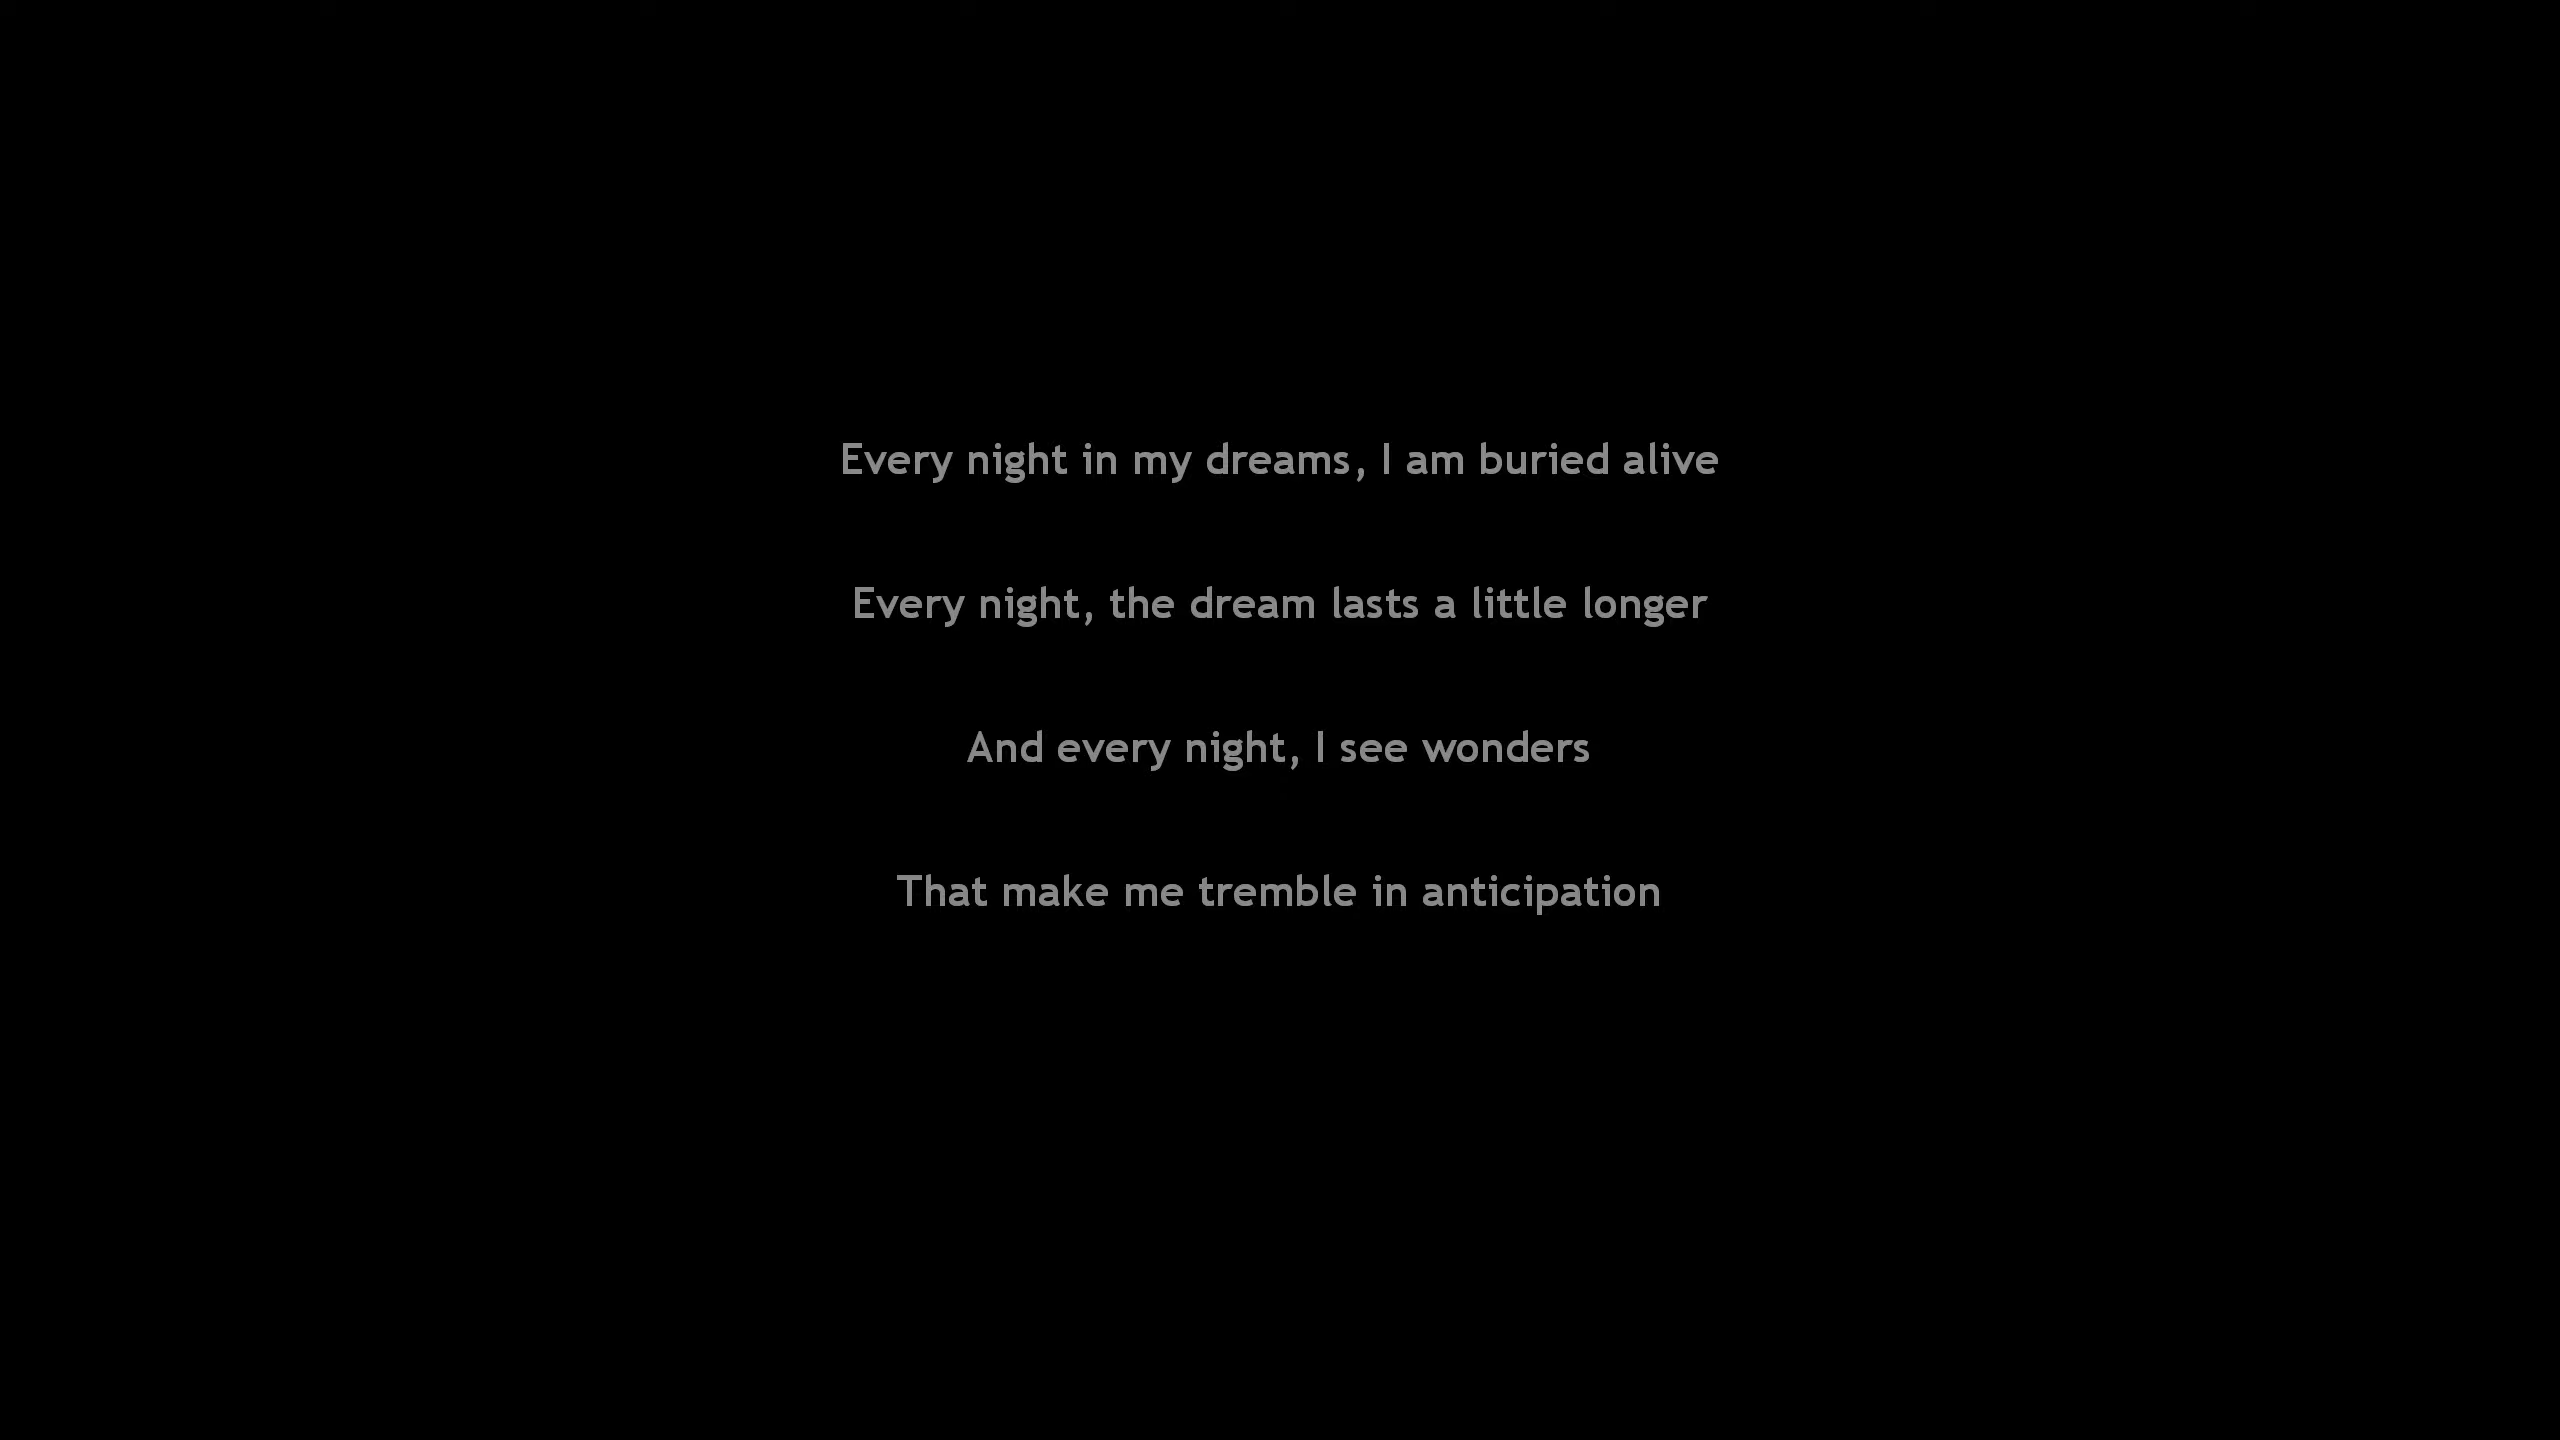 Every night in my dreams, I am buried alive
Every night, the dream lasts a little longer
And every night, I see wonders
That make me tremble in anticipation